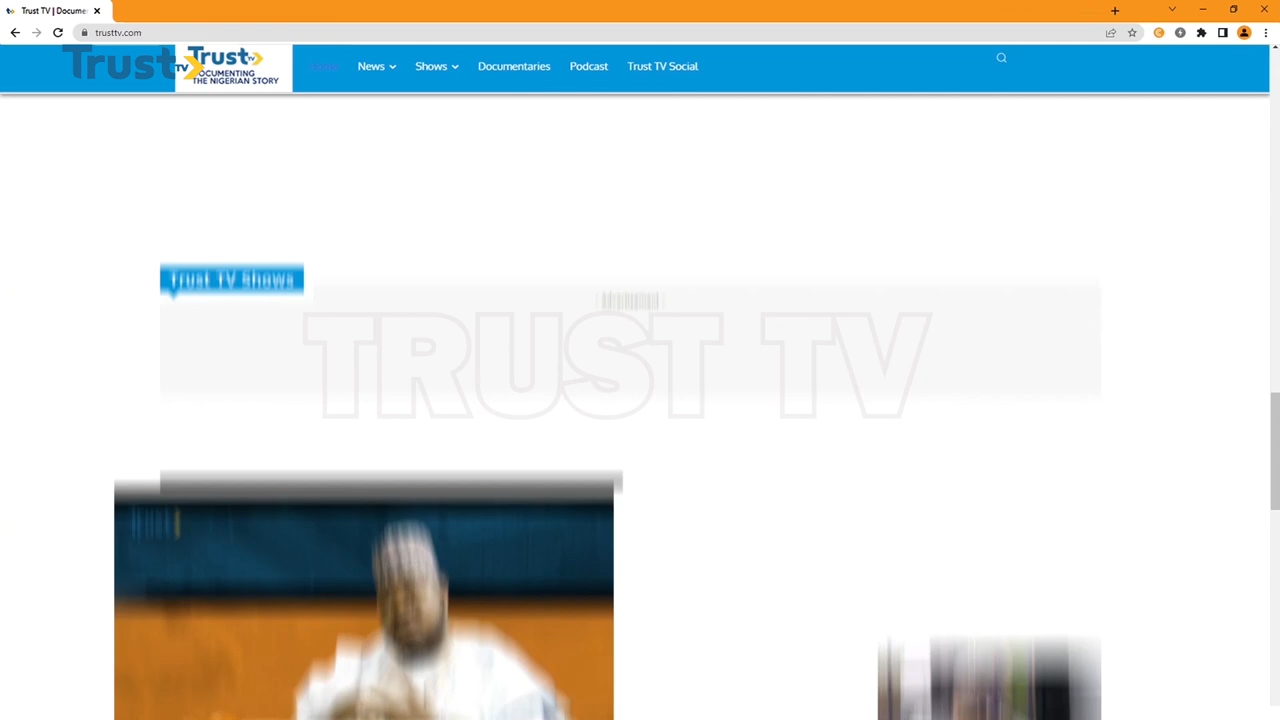 Trust TV | Docume
trusttv.com
Trust TV
Trust TV
DOCUMENTING
THE NIGERIAN STORY
News
Shows
Documentaries
Podcast
Trust TV Social
Trust TV Shows
TRUST TV